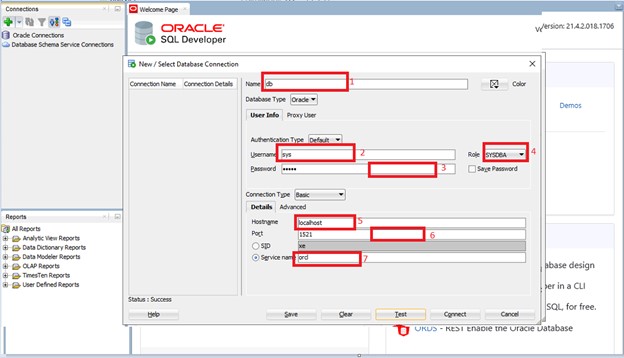 Connections
Welcome Page
Oracle Connections
Database Schema Service Connections
ORACLE
SQL Developer
Version: 21.4.2.018.1706
New / Select Database Connection
Connection Name
Connection Details
Name
db
1
Color
Database Type
Oracle
User Info
Proxy User
Demos
Authentication Type
Default
Username
sys
2
Role
SYSDBA
4
Password
•••••
3
Save Password
Connection Type
Basic
Details
Advanced
Hostname
localhost
5
Port
1521
6
SID
xe
Service name
orcl
7
Reports
All Reports
Analytic View Reports
Data Dictionary Reports
Data Modeler Reports
OLAP Reports
TimesTen Reports
User Defined Reports
database design
per in a CLI
SQL, for free.
ORDS - REST Enable the Oracle Database
Status : Success
Help
Save
Clear
Test
Connect
Cancel